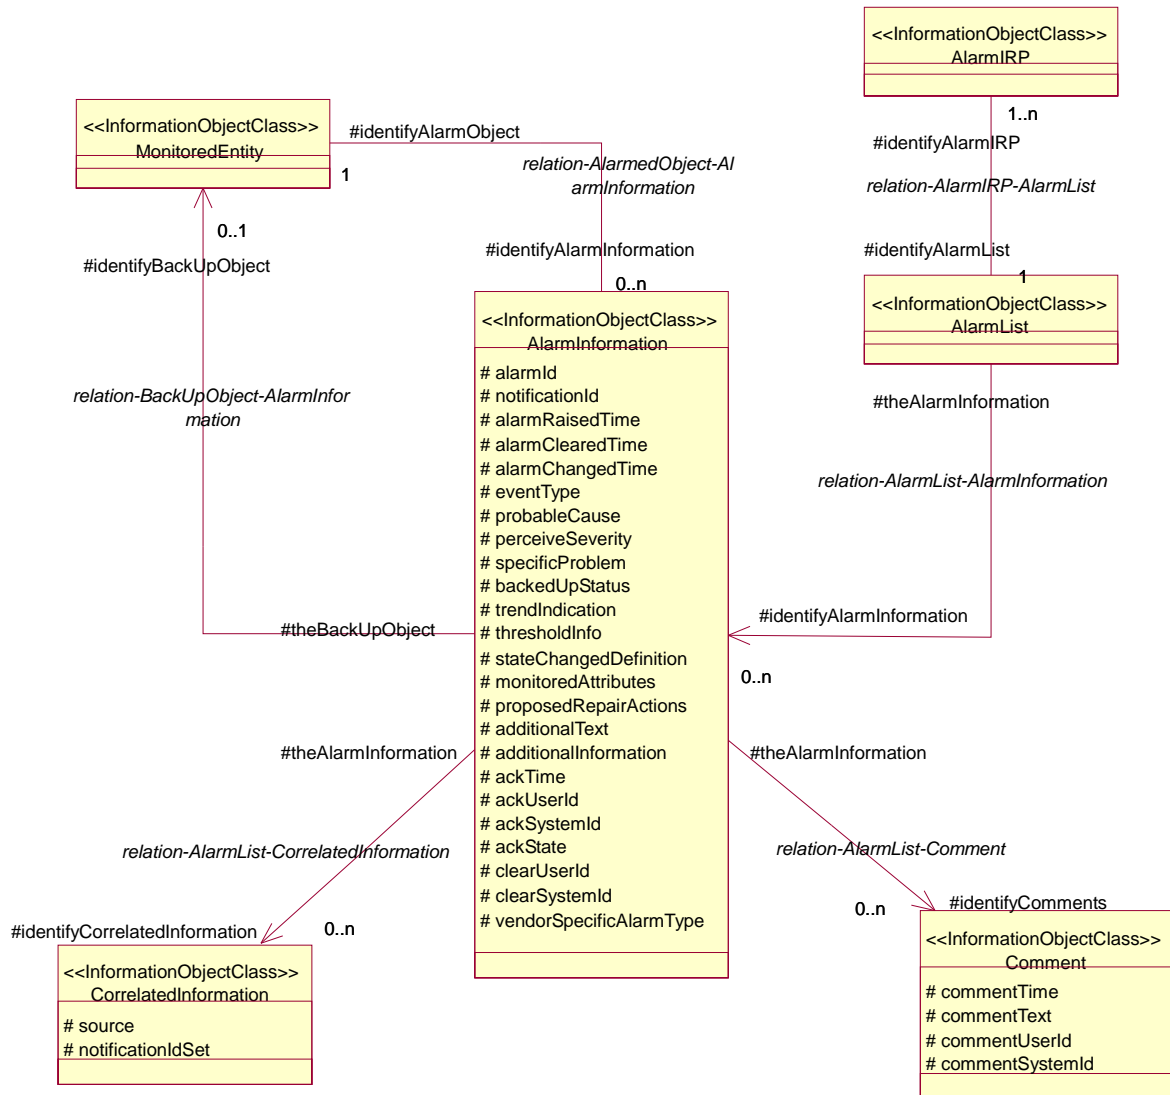 <<InformationObjectClass>>
AlarmIRP
1..n
#identifyAlarmIRP
relation-AlarmIRP-AlarmList
#identifyAlarmList
1
<<InformationObjectClass>>
AlarmList
#theAlarmInformation
relation-AlarmList-AlarmInformation
#identifyAlarmInformation
0..n
<<InformationObjectClass>>
MonitoredEntity
#identifyAlarmObject
1
relation-AlarmedObject-Al
armInformation
#identifyAlarmInformation
0..n
0..1
#identifyBackUpObject
relation-BackUpObject-AlarmInfor
mation
#theBackUpObject
<<InformationObjectClass>>
AlarmInformation
# alarmId
# notificationId
# alarmRaisedTime
# alarmClearedTime
# alarmChangedTime
# eventType
# probableCause
# perceiveSeverity
# specificProblem
# backedUpStatus
# trendIndication
# thresholdInfo
# stateChangedDefinition
# monitoredAttributes
# proposedRepairActions
# additionalText
# additionalInformation
# ackTime
# ackUserId
# ackSystemId
# ackState
# clearUserId
# clearSystemId
# vendorSpecificAlarmType
#theAlarmInformation
relation-AlarmList-CorrelatedInformation
#identifyCorrelatedInformation
0..n
<<InformationObjectClass>>
CorrelatedInformation
# source
# notificationIdSet
#theAlarmInformation
relation-AlarmList-Comment
0..n
#identifyComments
<<InformationObjectClass>>
Comment
# commentTime
# commentText
# commentUserId
# commentSystemId